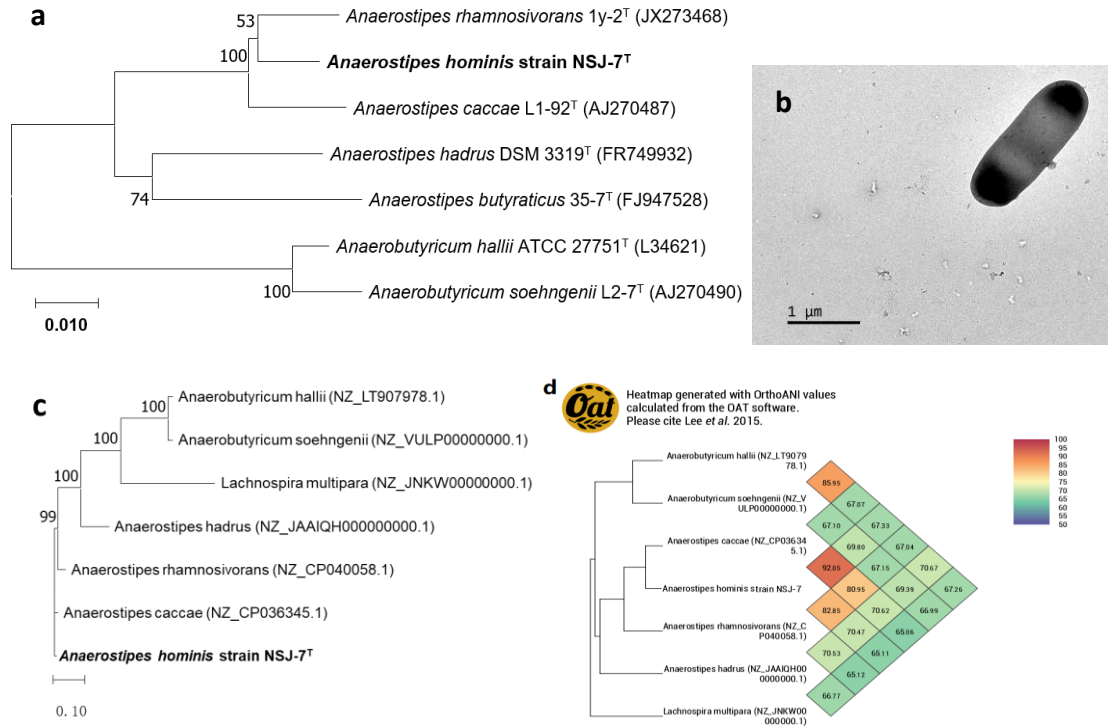 a
53
100
74
100
Anaerostipes rhamnosivorans 1y-2ᵀ (JX273468)
Anaerostipes hominis strain NSJ-7ᵀ
Anaerostipes caccae L1-92ᵀ (AJ270487)
Anaerostipes hadrus DSM 3319ᵀ (FR749932)
Anaerostipes butyraticus 35-7ᵀ (FJ947528)
Anaerobutyricum hallii ATCC 27751ᵀ (L34621)
Anaerobutyricum soehngenii L2-7ᵀ (AJ270490)
0.010
b
1 µm
c
100
100
100
99
Anaerobutyricum hallii (NZ_LT907978.1)
Anaerobutyricum soehngenii (NZ_VULP00000000.1)
Lachnospira multipara (NZ_JNKW00000000.1)
Anaerostipes hadrus (NZ_JAAIQH000000000.1)
Anaerostipes rhamnosivorans (NZ_CP040058.1)
Anaerostipes caccae (NZ_CP036345.1)
Anaerostipes hominis strain NSJ-7ᵀ
0.10
d
Oat
Heatmap generated with OrthoANI values
calculated from the OAT software.
Please cite Lee et al. 2015.
Anaerobutyricum hallii (NZ_LT9079
78.1)
Anaerobutyricum soehngenii (NZ_V
ULP00000000.1)
Anaerostipes caccae (NZ_CP03634
5.1)
Anaerostipes hominis strain NSJ-7
Anaerostipes rhamnosivorans (NZ_C
P040058.1)
Anaerostipes hadrus (NZ_JAAIQH00
0000000.1)
Lachnospira multipara (NZ_JNKW00
000000.1)
85.95
67.07
67.10 67.33
69.80 67.04
92.05 67.15 70.67
80.95 69.39 67.26
82.85 70.62 66.99
70.47 65.06
70.53 65.11
65.12
66.77
100
95
90
85
80
75
70
65
60
55
50